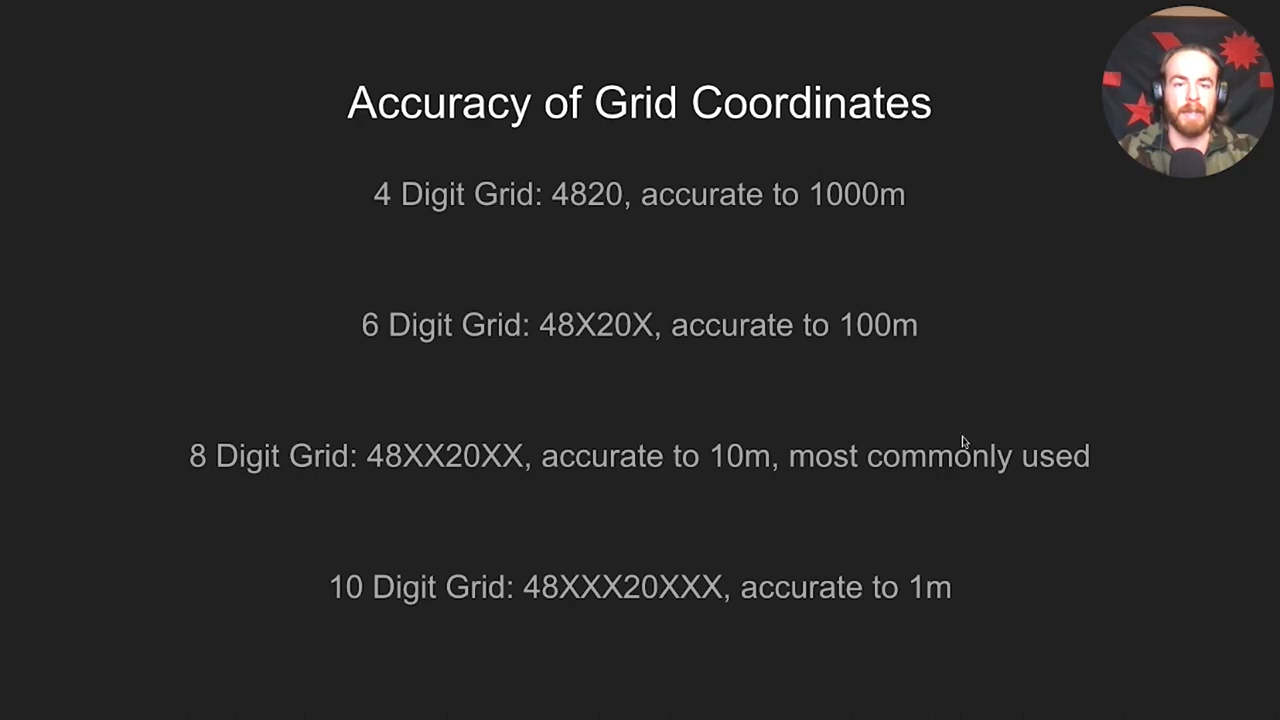 Accuracy of Grid Coordinates
4 Digit Grid: 4820, accurate to 1000m
6 Digit Grid: 48X20X, accurate to 100m
8 Digit Grid: 48XX20XX, accurate to 10m, most commonly used
10 Digit Grid: 48XXX20XXX, accurate to 1m